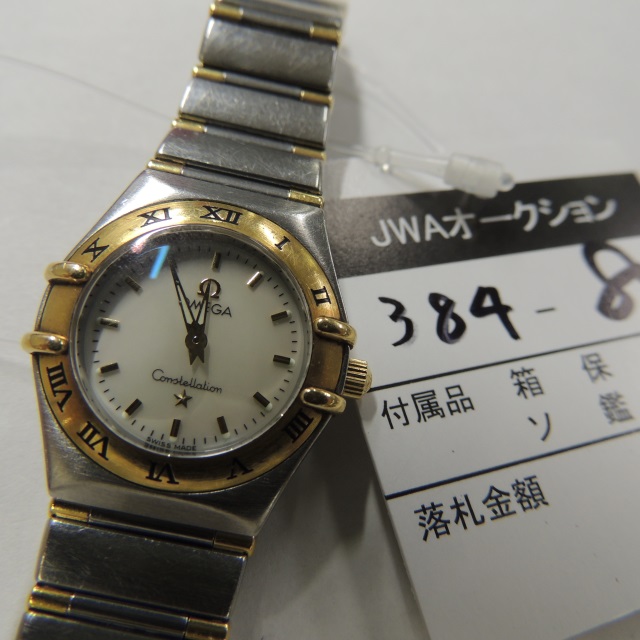 XII
I
II
V
VII
VIII
X
XI
OMEGA
Constellation
SWISS MADE
JWAオークション
384-8
付属品 箱 保
ソ 鑑
落札金額